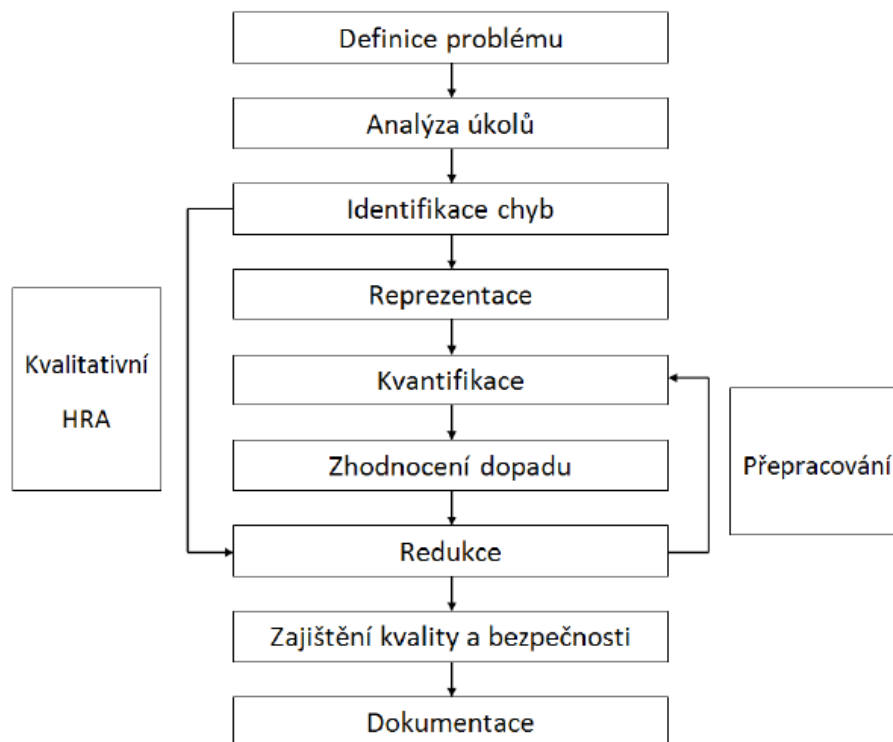 Definice problému
Analýza úkolů
Identifikace chyb
Reprezentace
Kvalitativní
HRA
Kvantifikace
Zhodnocení dopadu
Přepracování
Redukce
Zajištění kvality a bezpečnosti
Dokumentace